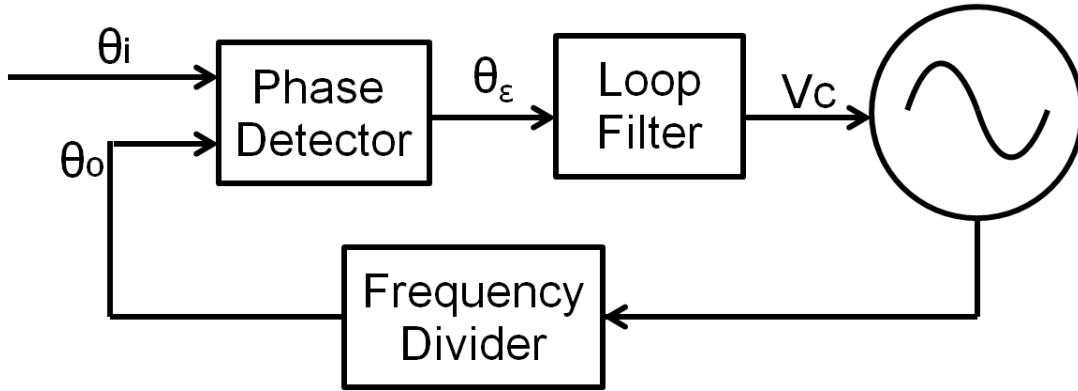 θi
Phase
Detector
θε
Loop
Filter
Vc
θo
Frequency
Divider